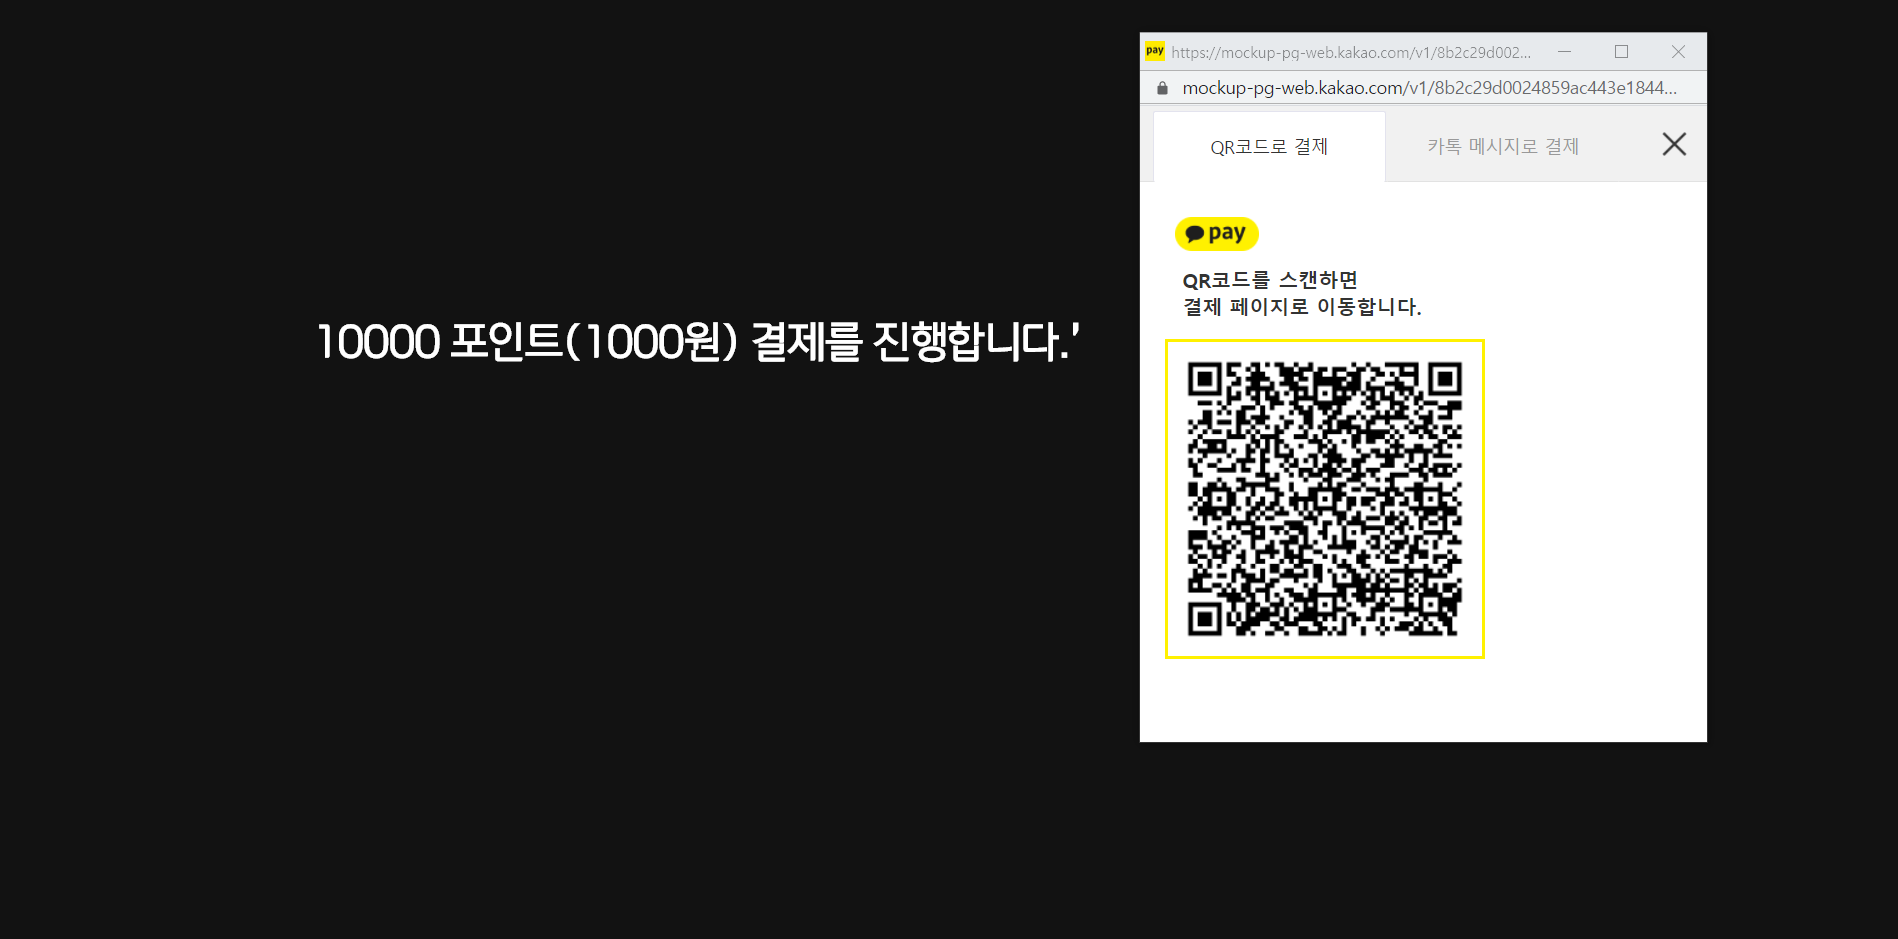 10000 포인트(1000원) 결제를 진행합니다.'
pay https://mockup-pg-web.kakao.com/v1/8b2c29d002...
mockup-pg-web.kakao.com/v1/8b2c29d0024859ac443e1844...
QR코드로 결제 카톡 메시지로 결제
pay
QR코드를 스캔하면
결제 페이지로 이동합니다.